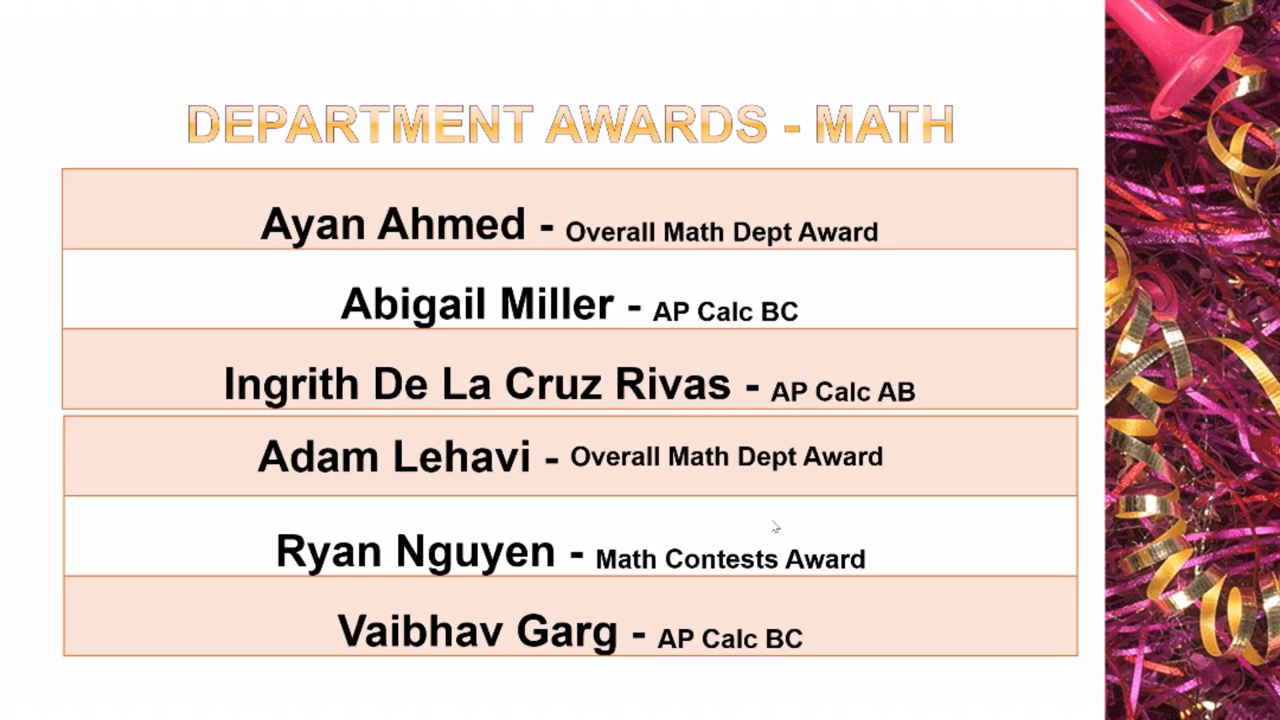 DEPARTMENT AWARDS - MATH
Ayan Ahmed - Overall Math Dept Award
Abigail Miller - AP Calc BC
Ingrith De La Cruz Rivas - AP Calc AB
Adam Lehavi - Overall Math Dept Award
Ryan Nguyen - Math Contests Award
Vaibhav Garg - AP Calc BC